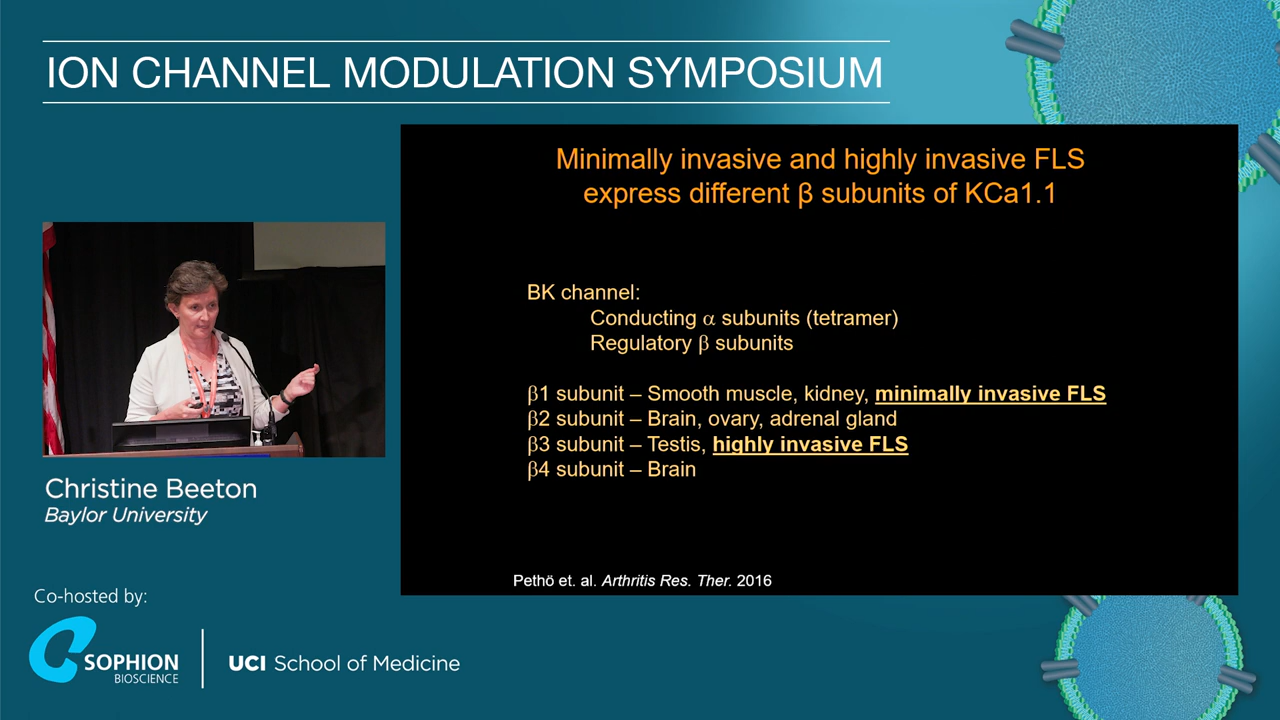 ION CHANNEL MODULATION SYMPOSIUM
Minimally invasive and highly invasive FLS
express different β subunits of KCa1.1
BK channel:
Conducting α subunits (tetramer)
Regulatory β subunits
β1 subunit – Smooth muscle, kidney, minimally invasive FLS
β2 subunit – Brain, ovary, adrenal gland
β3 subunit – Testis, highly invasive FLS
β4 subunit – Brain
Pethö et. al. Arthritis Res. Ther. 2016
Christine Beeton
Baylor University
Co-hosted by:
SOPHION
BIOSCIENCE
UCI School of Medicine